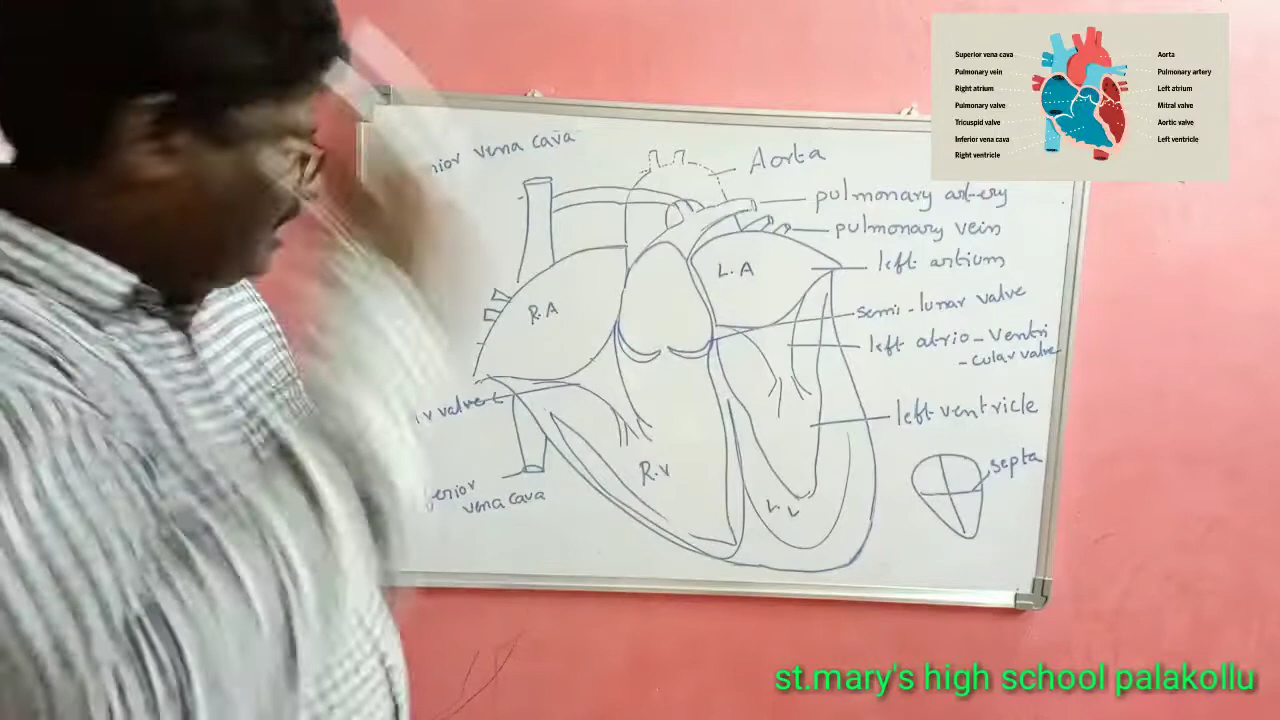 Superior vena cava
Pulmonary vein
Right atrium
Pulmonary valve
Tricuspid valve
Inferior vena cava
Right ventricle
Aorta
Pulmonary artery
Left atrium
Mitral valve
Aortic valve
Left ventricle
vena cava
Aorta
pulmonary artery
pulmonary vein
left artium
semi-lunar valve
left atrio-ventri
-cular valve
left ventricle
septa
L.A
R.A
R.V
valve
vena cava
st.mary's high school palakollu